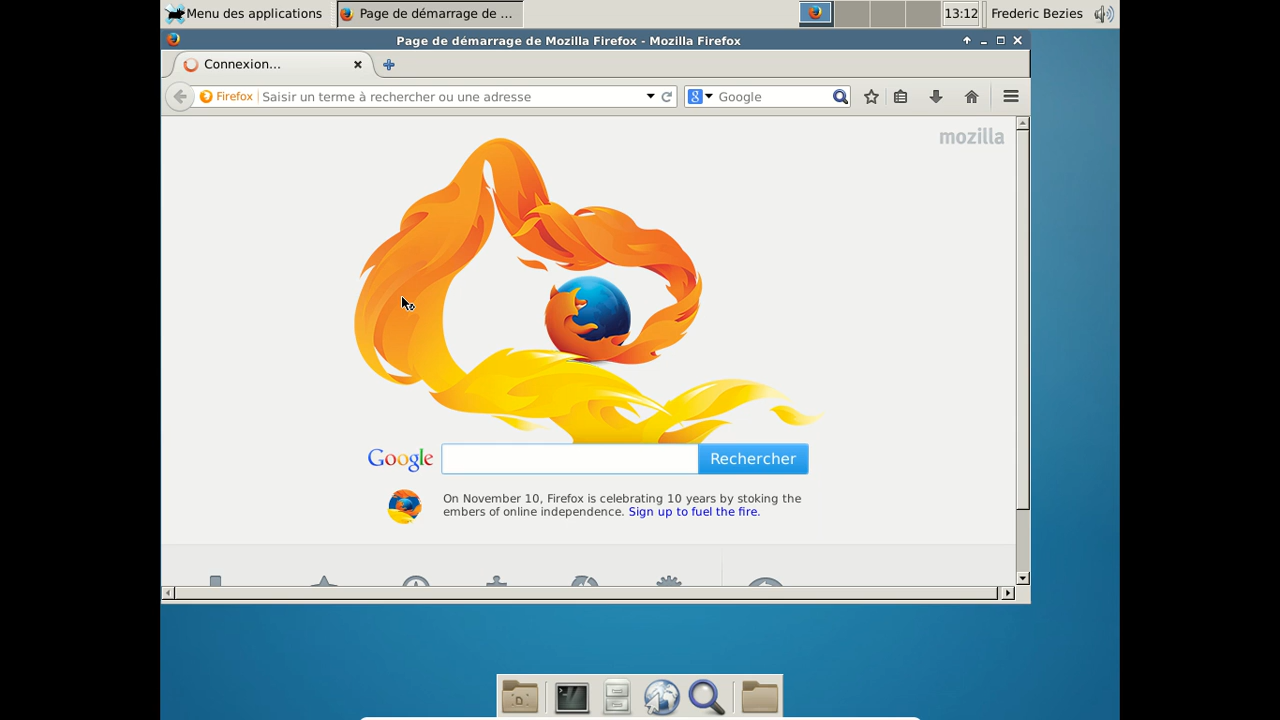 Menu des applications
Page de démarrage de ...
13:12
Frederic Bezies
Page de démarrage de Mozilla Firefox - Mozilla Firefox
Connexion...
Firefox
Saisir un terme à rechercher ou une adresse
8
Google
mozilla
Google
Rechercher
On November 10, Firefox is celebrating 10 years by stoking the
embers of online independence. Sign up to fuel the fire.